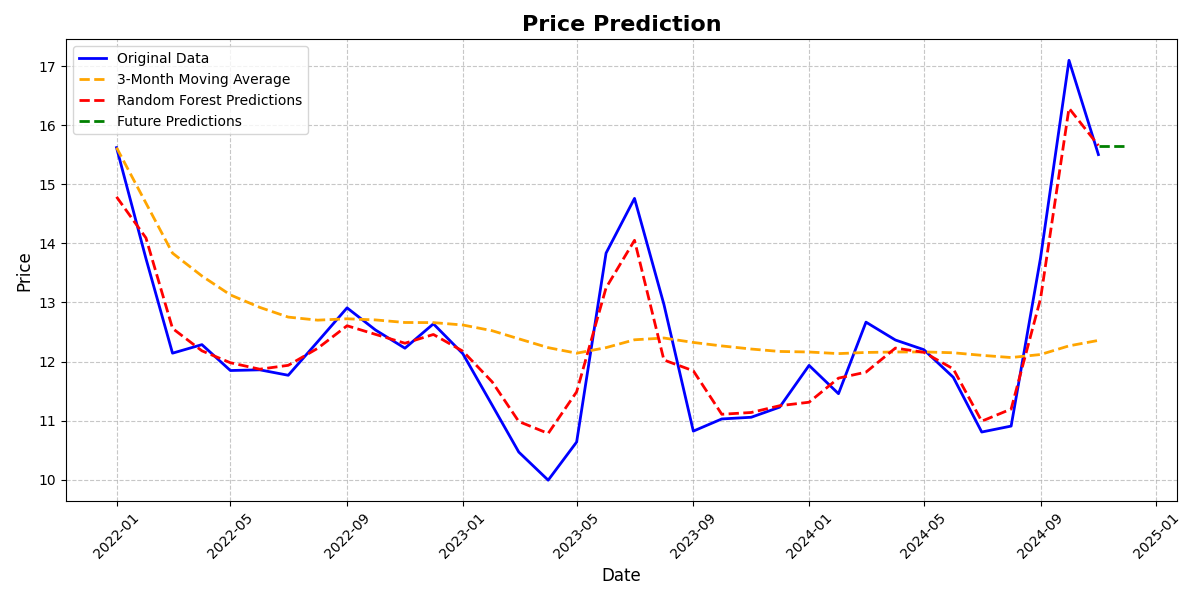 Price Prediction
Original Data
3-Month Moving Average
Random Forest Predictions
Future Predictions
Price
17
16
15
14
13
12
11
10
2022-01
2022-05
2022-09
2023-01
2023-05
2023-09
2024-01
2024-05
2024-09
2025-01
Date